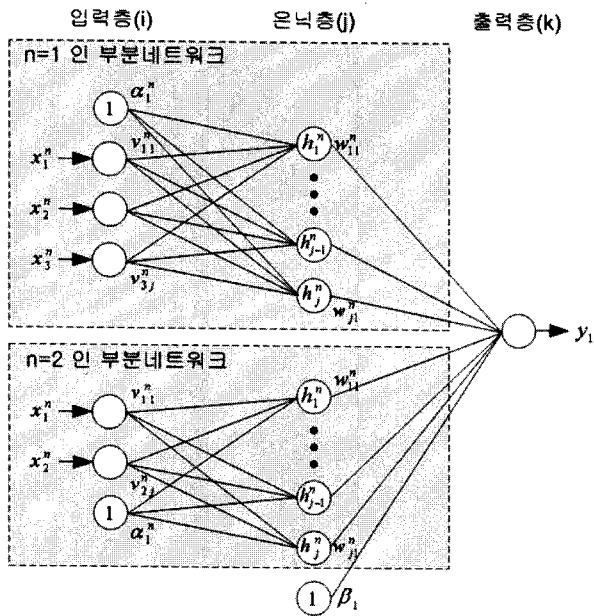 입력층(i) 은닉층(j) 출력층(k)
n=1 인 부분네트워크
1 α₁ⁿ
v₁₁ⁿ
x₁ⁿ
x₂ⁿ
x₃ⁿ
v₃ⱼⁿ
h₁ⁿ w₁₁ⁿ
hⱼ₋₁ⁿ
hⱼⁿ
wⱼ₁ⁿ
y₁
n=2 인 부분네트워크
x₁ⁿ
v₁₁ⁿ
x₂ⁿ
v₂ⱼⁿ
1 α₁ⁿ
h₁ⁿ w₁₁ⁿ
hⱼ₋₁ⁿ
hⱼⁿ wⱼ₁ⁿ
1 β₁